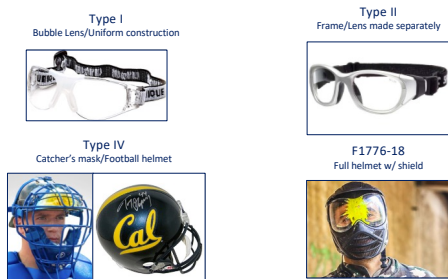 Type I
Bubble Lens/Uniform construction
Type II
Frame/Lens made separately
Type IV
Catcher's mask/Football helmet
Cal
F1776-18
Full helmet w/ shield